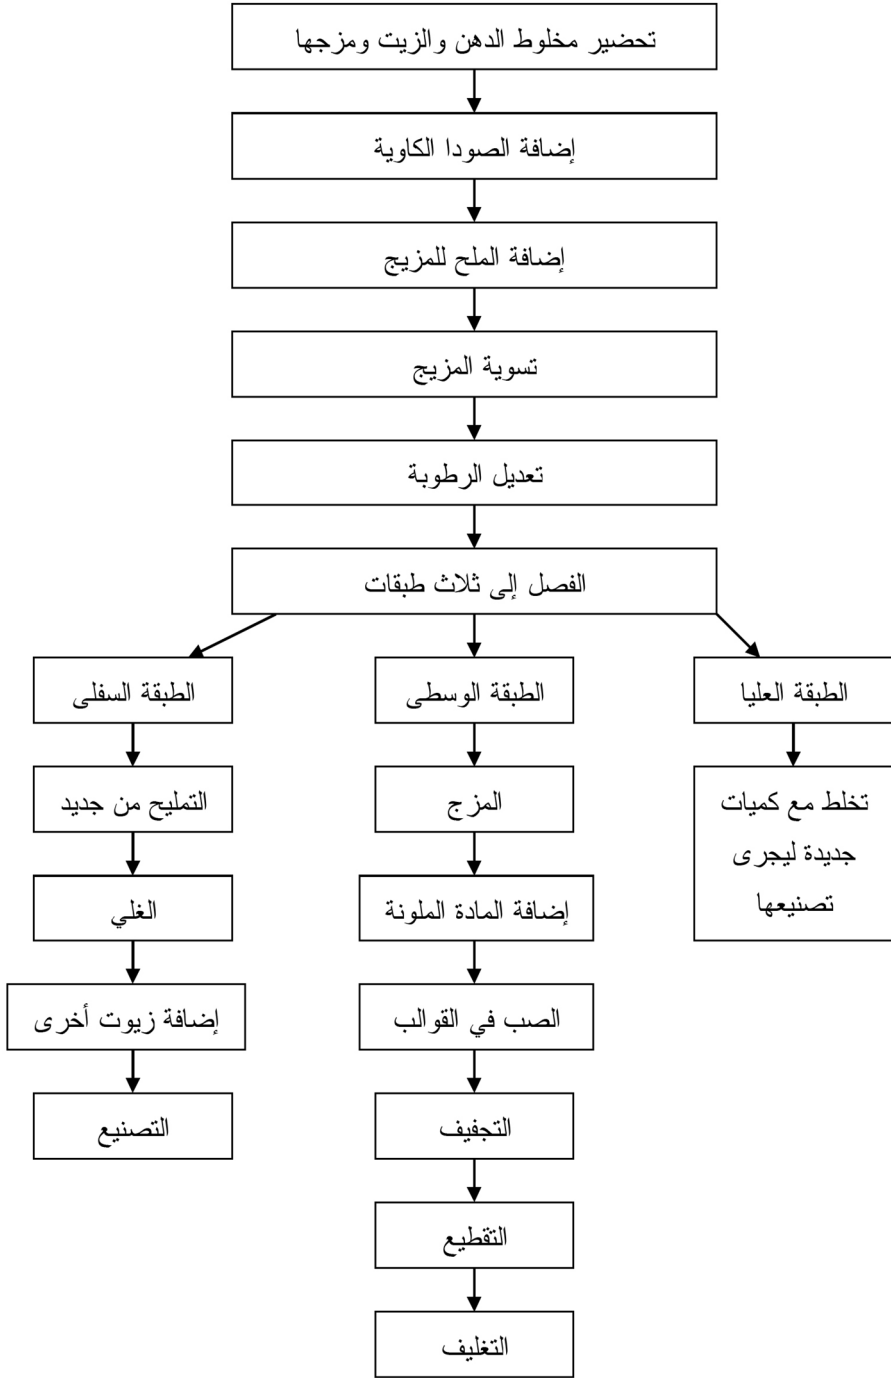 تحضير مخلوط الدهن والزيت ومزجها
إضافة الصودا الكاوية
إضافة الملح للمزيج
تسوية المزيج
تعديل الرطوبة
الفصل إلى ثلاث طبقات
الطبقة العليا
تخلط مع كميات
جديدة ليجرى
تصنيعها
الطبقة الوسطى
المزج
إضافة المادة الملونة
الصب في القوالب
التجفيف
التقطيع
التغليف
الطبقة السفلى
التمليح من جديد
الغلي
إضافة زيوت أخرى
التصنيع